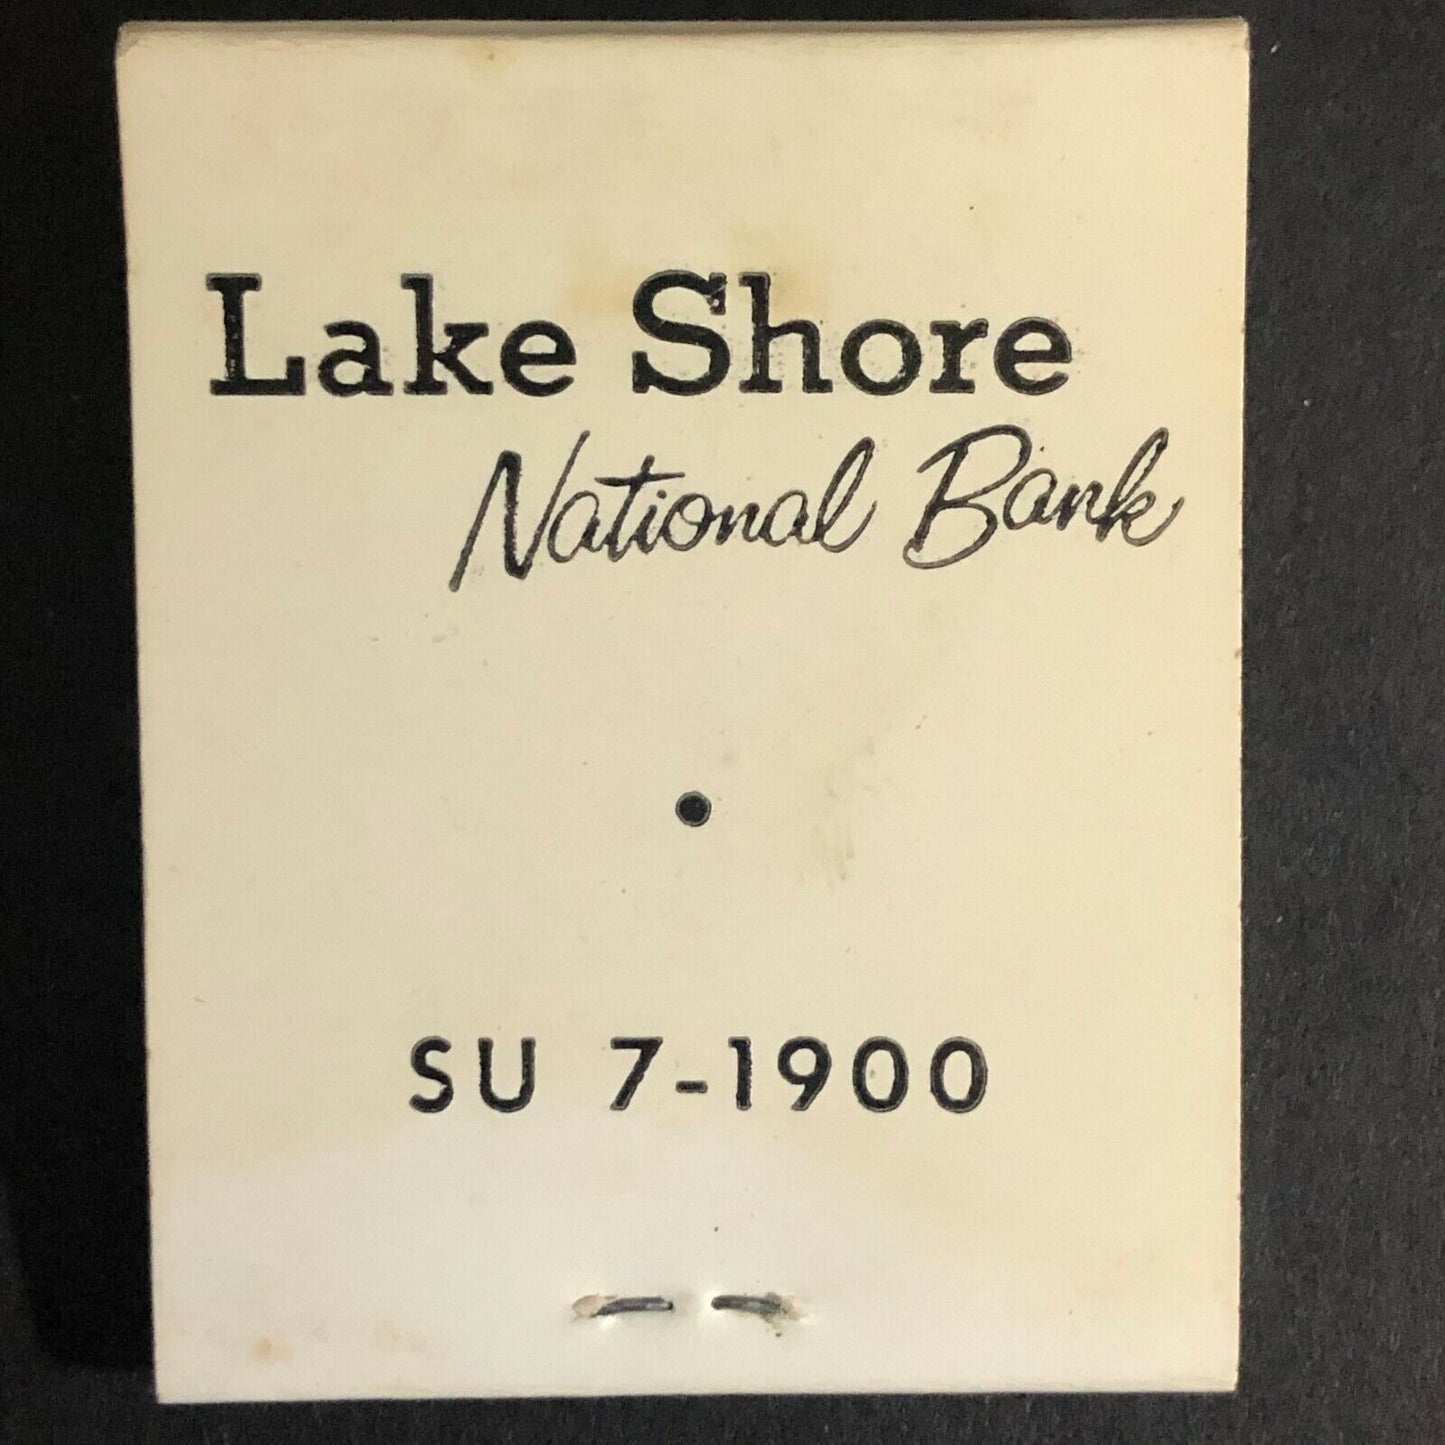 Lake Shore
National Bank
SU 7-1900